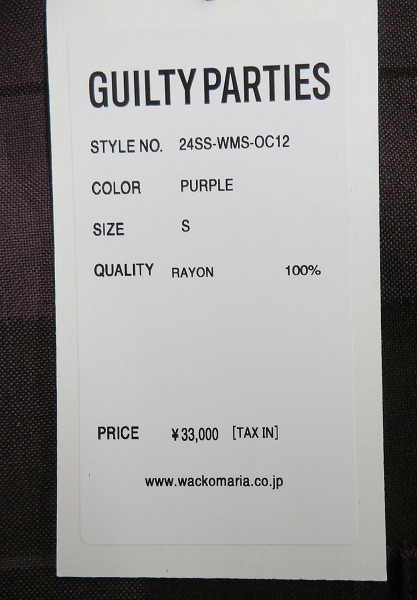 GUILTY PARTIES
STYLE NO. 24SS-WMS-OC12
COLOR PURPLE
SIZE S
QUALITY RAYON 100%
PRICE ¥33,000 [TAX IN]
www.wackomaria.co.jp